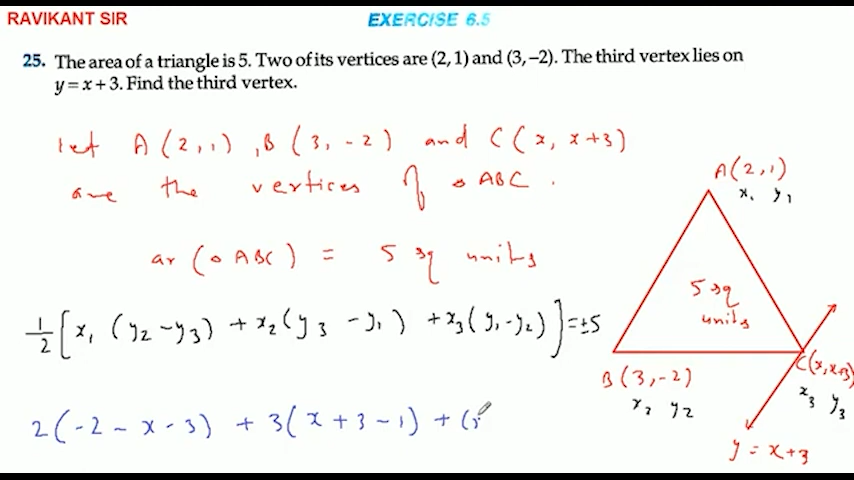 RAVIKANT SIR
EXERCISE 6.5
25. The area of a triangle is 5. Two of its vertices are (2, 1) and (3, –2). The third vertex lies on
y = x + 3. Find the third vertex.
let A(2,1), B(3, -2) and C(x, x+3)
are the vertices of △ABC.
ar(△ABC) = 5 sq units
1/2[x₁(y₂-y₃) + x₂(y₃-y₁) + x₃(y₁-y₂)] = ±5
2(-2 - x - 3) + 3(x + 3 - 1) + (
A(2,1)
x₁ y₁
5 sq
units
B(3,-2)
x₂ y₂
C(x,x+3)
x₃ y₃
y = x+3